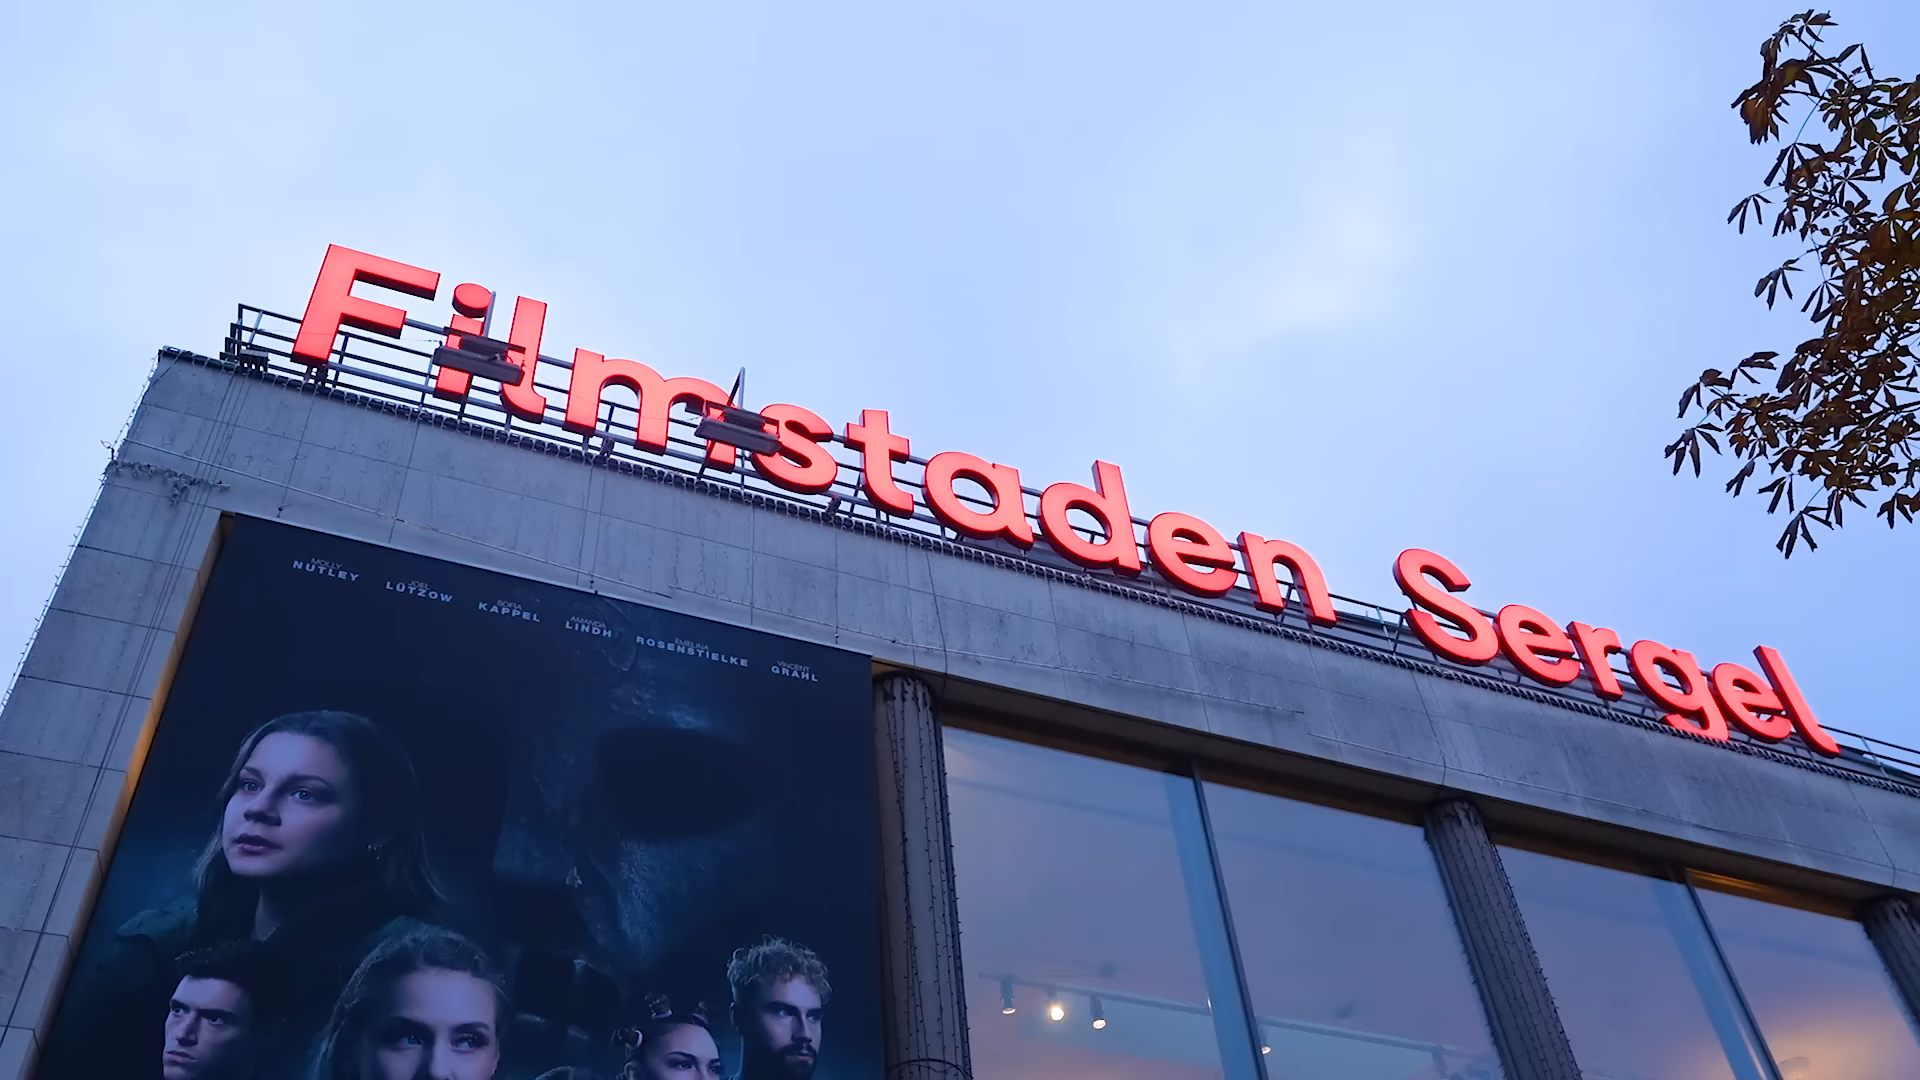 Filmstaden Sergel
MOLLY NUTLEY
JOEL LÜTZOW
SOFIA KAPPEL
AMANDA LINDH
EMELINA ROSENSTIELKE
VINCENT GRAHL